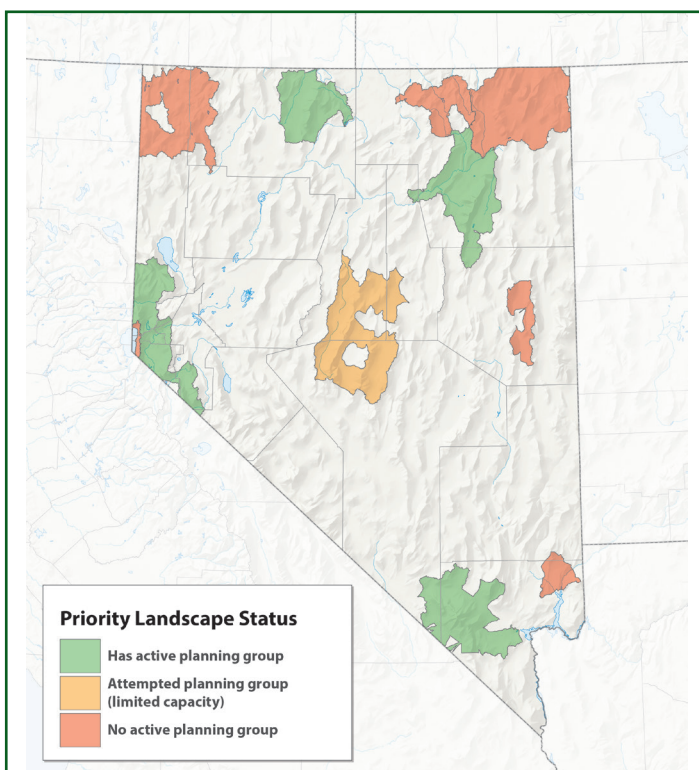 Priority Landscape Status
Has active planning group
Attempted planning group
(limited capacity)
No active planning group